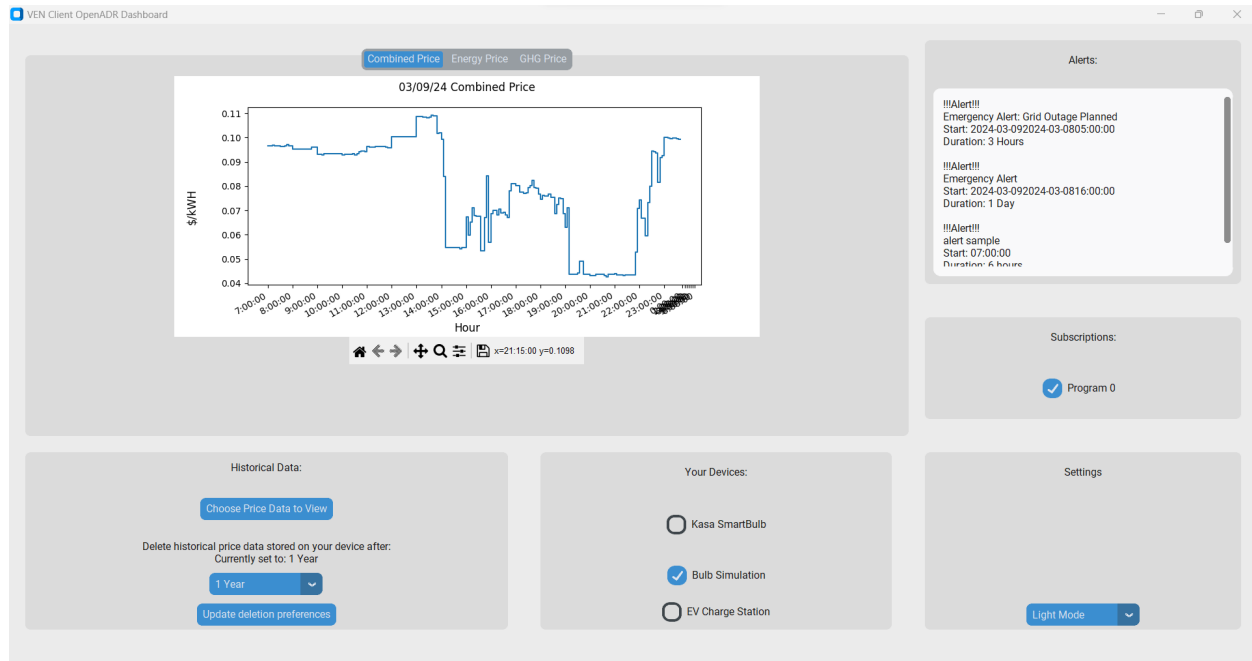 VEN Client OpenADR Dashboard
Combined Price Energy Price GHG Price
03/09/24 Combined Price
0.11
0.10
0.09
0.08
0.07
0.06
0.05
0.04
$/kWH
7:00:00 8:00:00 9:00:00 10:00:00 11:00:00 12:00:00 13:00:00 14:00:00 15:00:00 16:00:00 17:00:00 18:00:00 19:00:00 20:00:00 21:00:00 22:00:00 23:00:00
Hour
x=21:15:00 y=0.1098
Alerts:
!!!Alert!!!
Emergency Alert: Grid Outage Planned
Start: 2024-03-092024-03-0805:00:00
Duration: 3 Hours
!!!Alert!!!
Emergency Alert
Start: 2024-03-092024-03-0816:00:00
Duration: 1 Day
!!!Alert!!!
alert sample
Start: 07:00:00
Duration: 6 hours
Subscriptions:
Program 0
Historical Data:
Choose Price Data to View
Delete historical price data stored on your device after:
Currently set to: 1 Year
1 Year
Update deletion preferences
Your Devices:
Kasa SmartBulb
Bulb Simulation
EV Charge Station
Settings
Light Mode